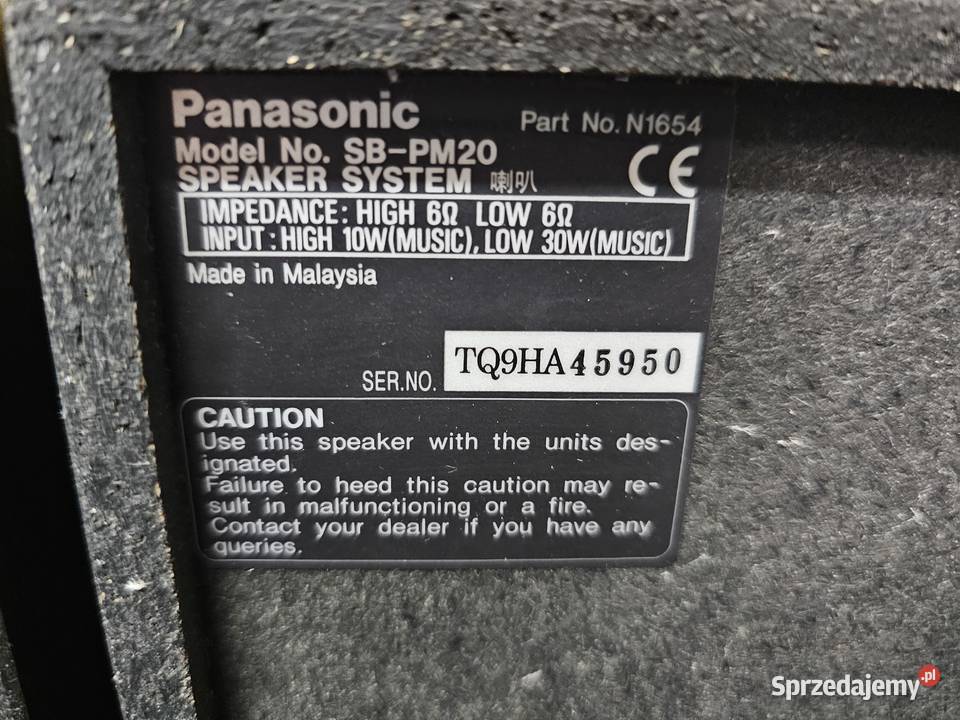 Panasonic
Part No. N1654
Model No. SB-PM20
SPEAKER SYSTEM 喇叭
CE
IMPEDANCE: HIGH 6Ω LOW 6Ω
INPUT: HIGH 10W(MUSIC), LOW 30W(MUSIC)
Made in Malaysia
SER.NO. TQ9HA45950
CAUTION
Use this speaker with the units des-
ignated.
Failure to heed this caution may re-
sult in malfunctioning or a fire.
Contact your dealer if you have any
queries.
Sprzedajemy.pl